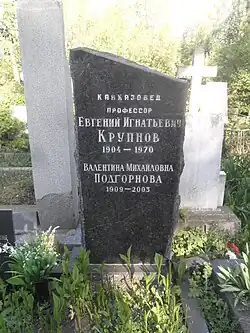 КАВКАЗОВЕД
ПРОФЕССОР
ЕВГЕНИЙ ИГНАТЬЕВИЧ
КРУПНОВ
1904—1970
ВАЛЕНТИНА МИХАЙЛОВНА
ПОДГОРНОВА
1909—2003